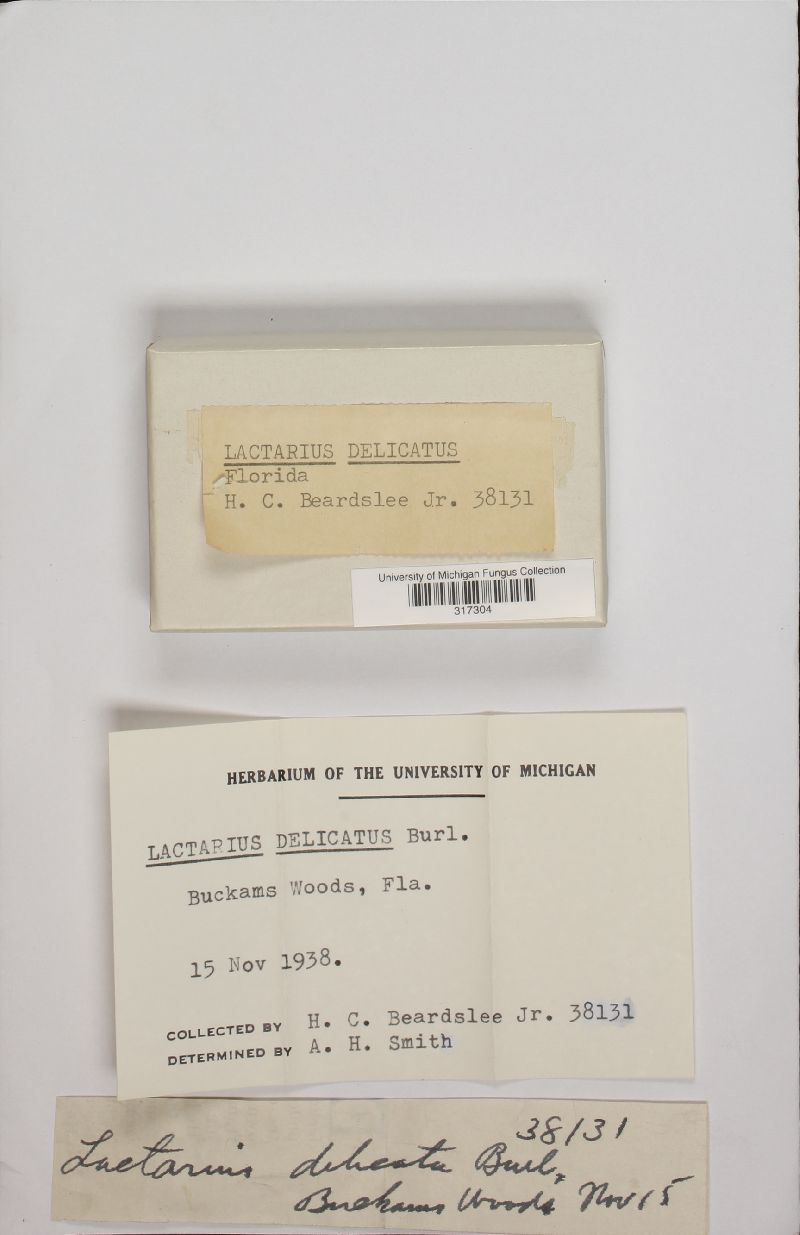 LACTARIUS DELICATUS
Florida
H. C. Beardslee Jr. 38131
University of Michigan Fungus Collection
317304
HERBARIUM OF THE UNIVERSITY OF MICHIGAN
LACTARIUS DELICATUS Burl.
Buckams Woods, Fla.
15 Nov 1938.
COLLECTED BY H. C. Beardslee Jr. 38131
DETERMINED BY A. H. Smith
38131
Lactarius delicata Burl.
Buckams Woods Nov 15